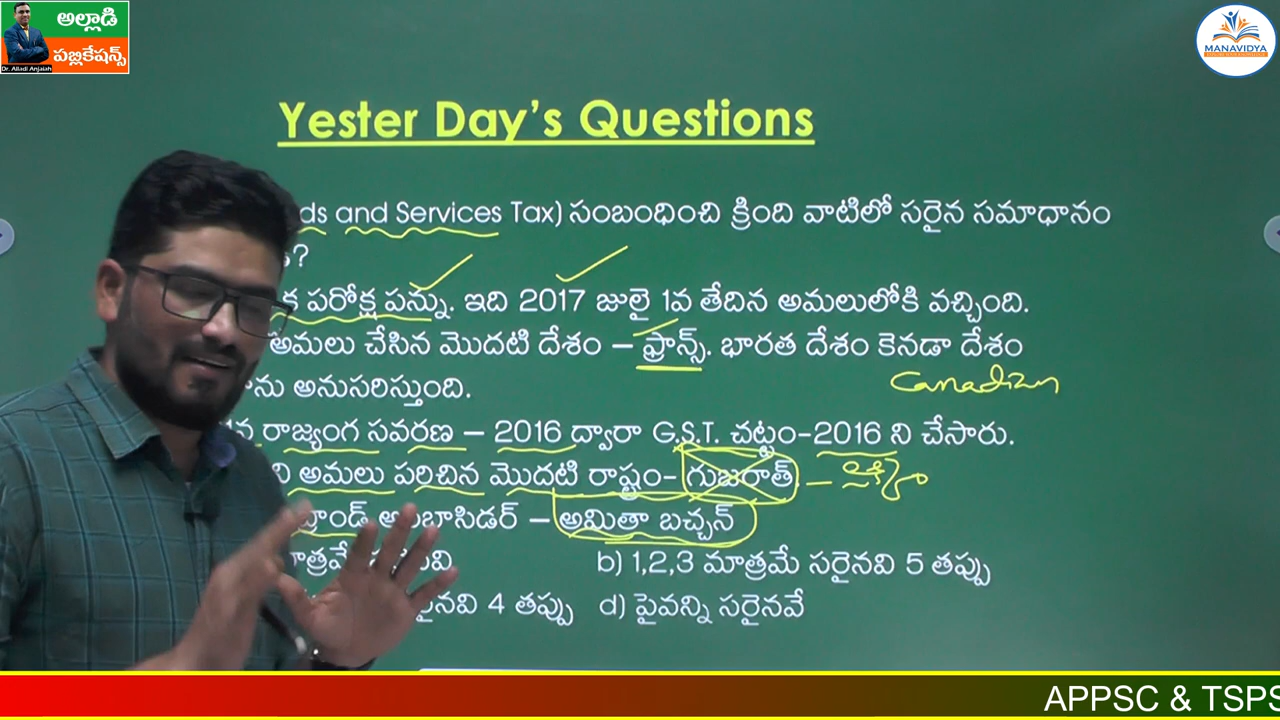 అల్లాడి
పబ్లికేషన్స్
Dr. Alladi Anjaiah
MANAVIDYA
Yester Day's Questions
ds and Services Tax) సంబంధించి క్రింది వాటిలో సరైన సమాధానం
?
క పరోక్ష పన్ను. ఇది 2017 జులై 1వ తేదిన అమలులోకి వచ్చింది.
అమలు చేసిన మొదటి దేశం – ఫ్రాన్స్. భారత దేశం కెనడా దేశం
ను అనుసరిస్తుంది.
Canadian
వ రాజ్యంగ సవరణ – 2016 ద్వారా G.S.T. చట్టం-2016 ని చేసారు.
ని అమలు పరిచిన మొదటి రాష్ట్రం- గుజరాత్ –
బ్రాండ్ అంబాసిడర్ – అమితా బచ్చన్
b) 1,2,3 మాత్రమే సరైనవి 5 తప్పు
4 తప్పు d) పైవన్ని సరైనవే
APPSC & TSPS